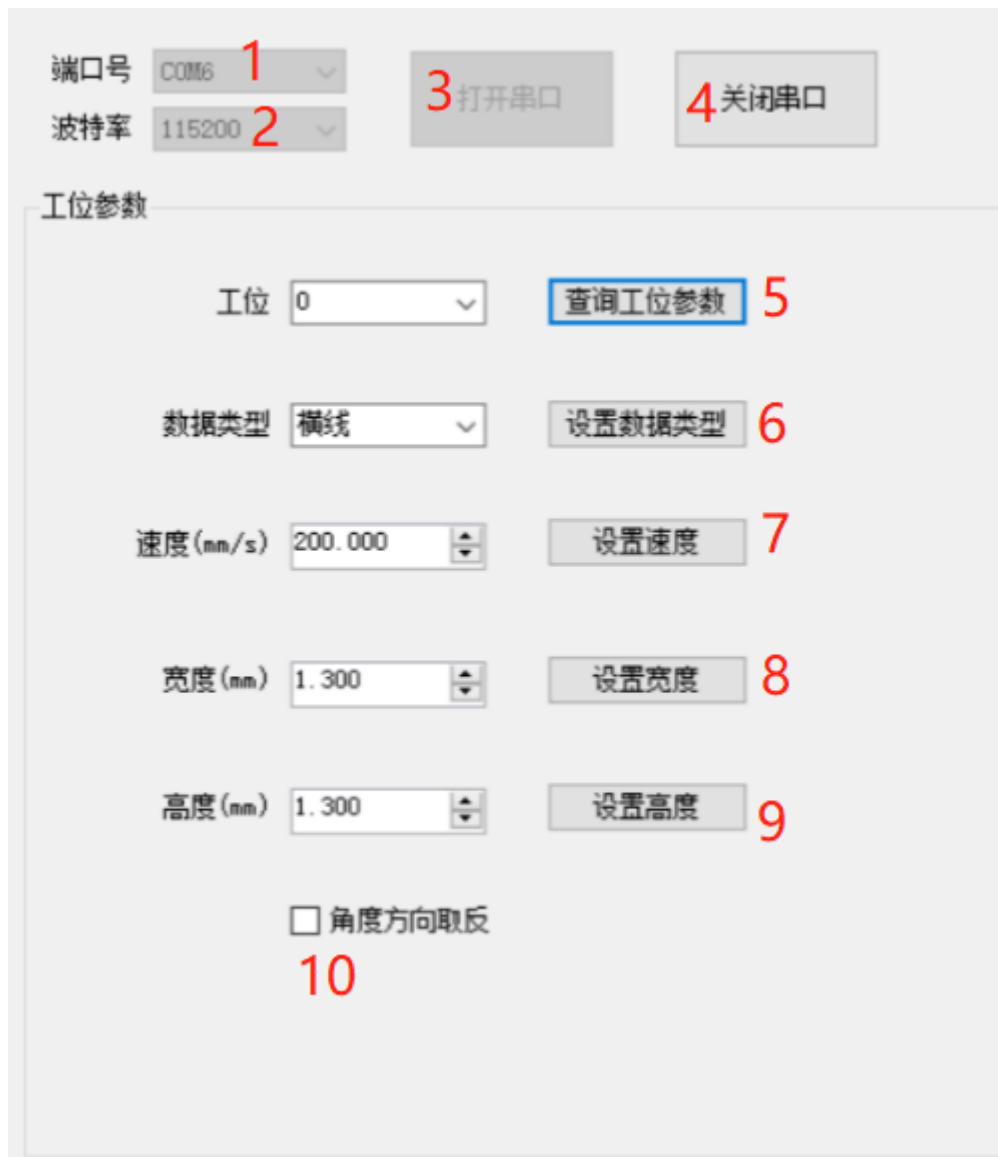 端口号 COM6 1
波特率 115200 2
3 打开串口
4 关闭串口
工位参数
工位 0 查询工位参数 5
数据类型 横线 设置数据类型 6
速度(mm/s) 200.000 设置速度 7
宽度(mm) 1.300 设置宽度 8
高度(mm) 1.300 设置高度 9
角度方向取反
10